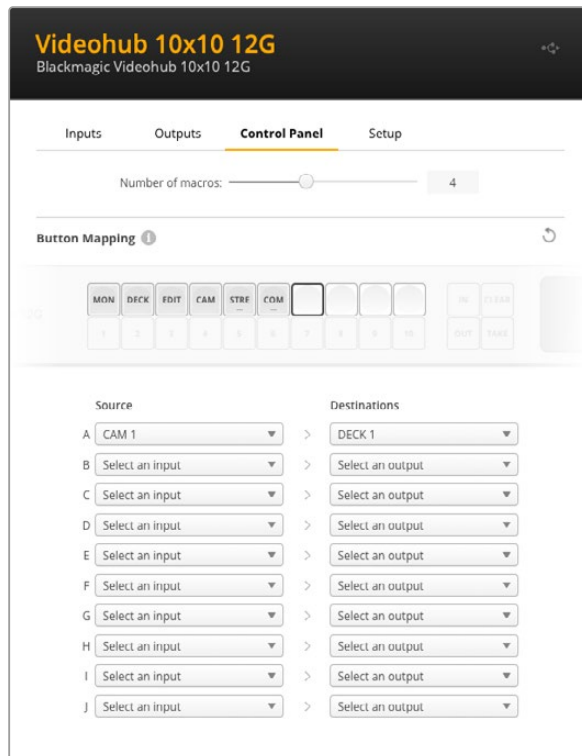 Videohub 10x10 12G
Blackmagic Videohub 10x10 12G
Inputs Outputs Control Panel Setup
Number of macros: 4
Button Mapping
MON DECK EDIT CAM STRE COM IN CLEAR
1 2 3 4 5 6 7 8 9 10 OUT TAKE
Source Destinations
A CAM 1 > DECK 1
B Select an input > Select an output
C Select an input > Select an output
D Select an input > Select an output
E Select an input > Select an output
F Select an input > Select an output
G Select an input > Select an output
H Select an input > Select an output
I Select an input > Select an output
J Select an input > Select an output